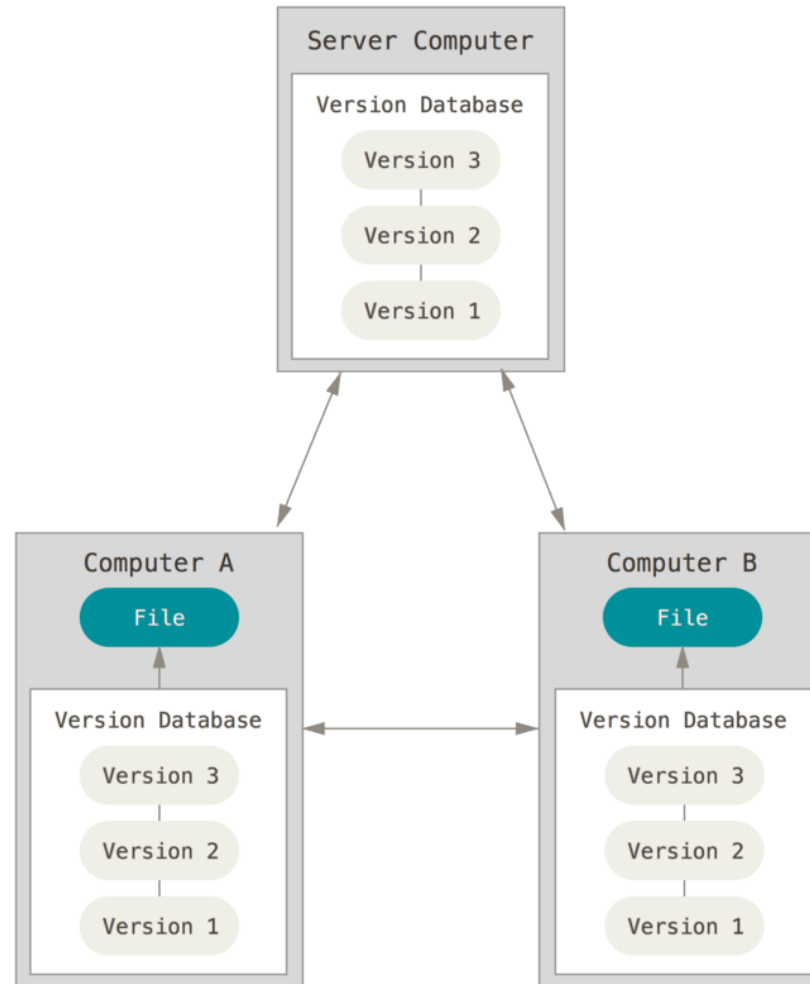 Server Computer
Version Database
Version 3
Version 2
Version 1
Computer A
File
Version Database
Version 3
Version 2
Version 1
Computer B
File
Version Database
Version 3
Version 2
Version 1